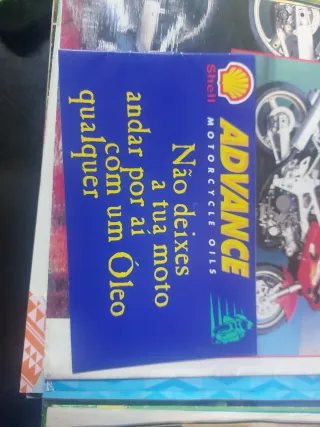 Shell
ADVANCE
MOTORCYCLE OILS
Não deixes
a tua moto
andar por aí
com um Óleo
qualquer